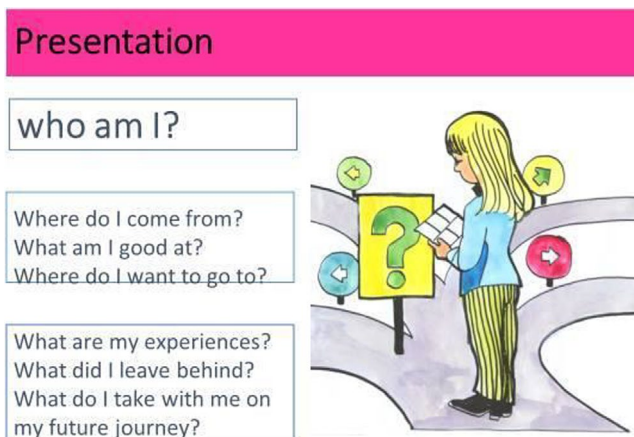 Presentation
who am I?
Where do I come from?
What am I good at?
Where do I want to go to?
?
What are my experiences?
What did I leave behind?
What do I take with me on
my future journey?